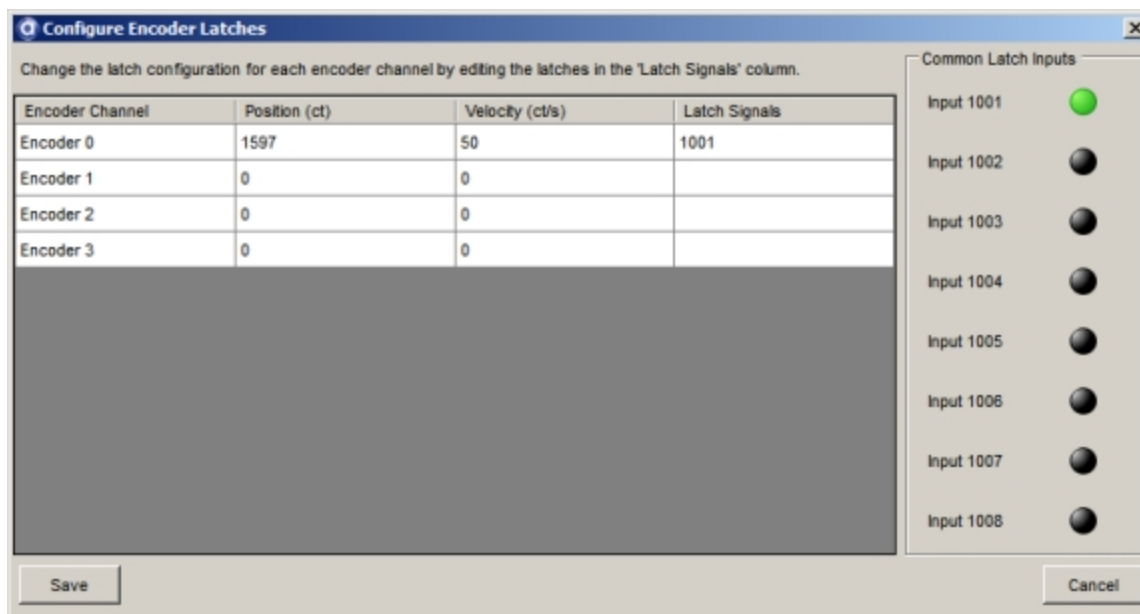 Configure Encoder Latches
Change the latch configuration for each encoder channel by editing the latches in the 'Latch Signals' column.
Encoder Channel Position (ct) Velocity (ct/s) Latch Signals
Encoder 0 1597 50 1001
Encoder 1 0 0
Encoder 2 0 0
Encoder 3 0 0
Common Latch Inputs
Input 1001
Input 1002
Input 1003
Input 1004
Input 1005
Input 1006
Input 1007
Input 1008
Save Cancel